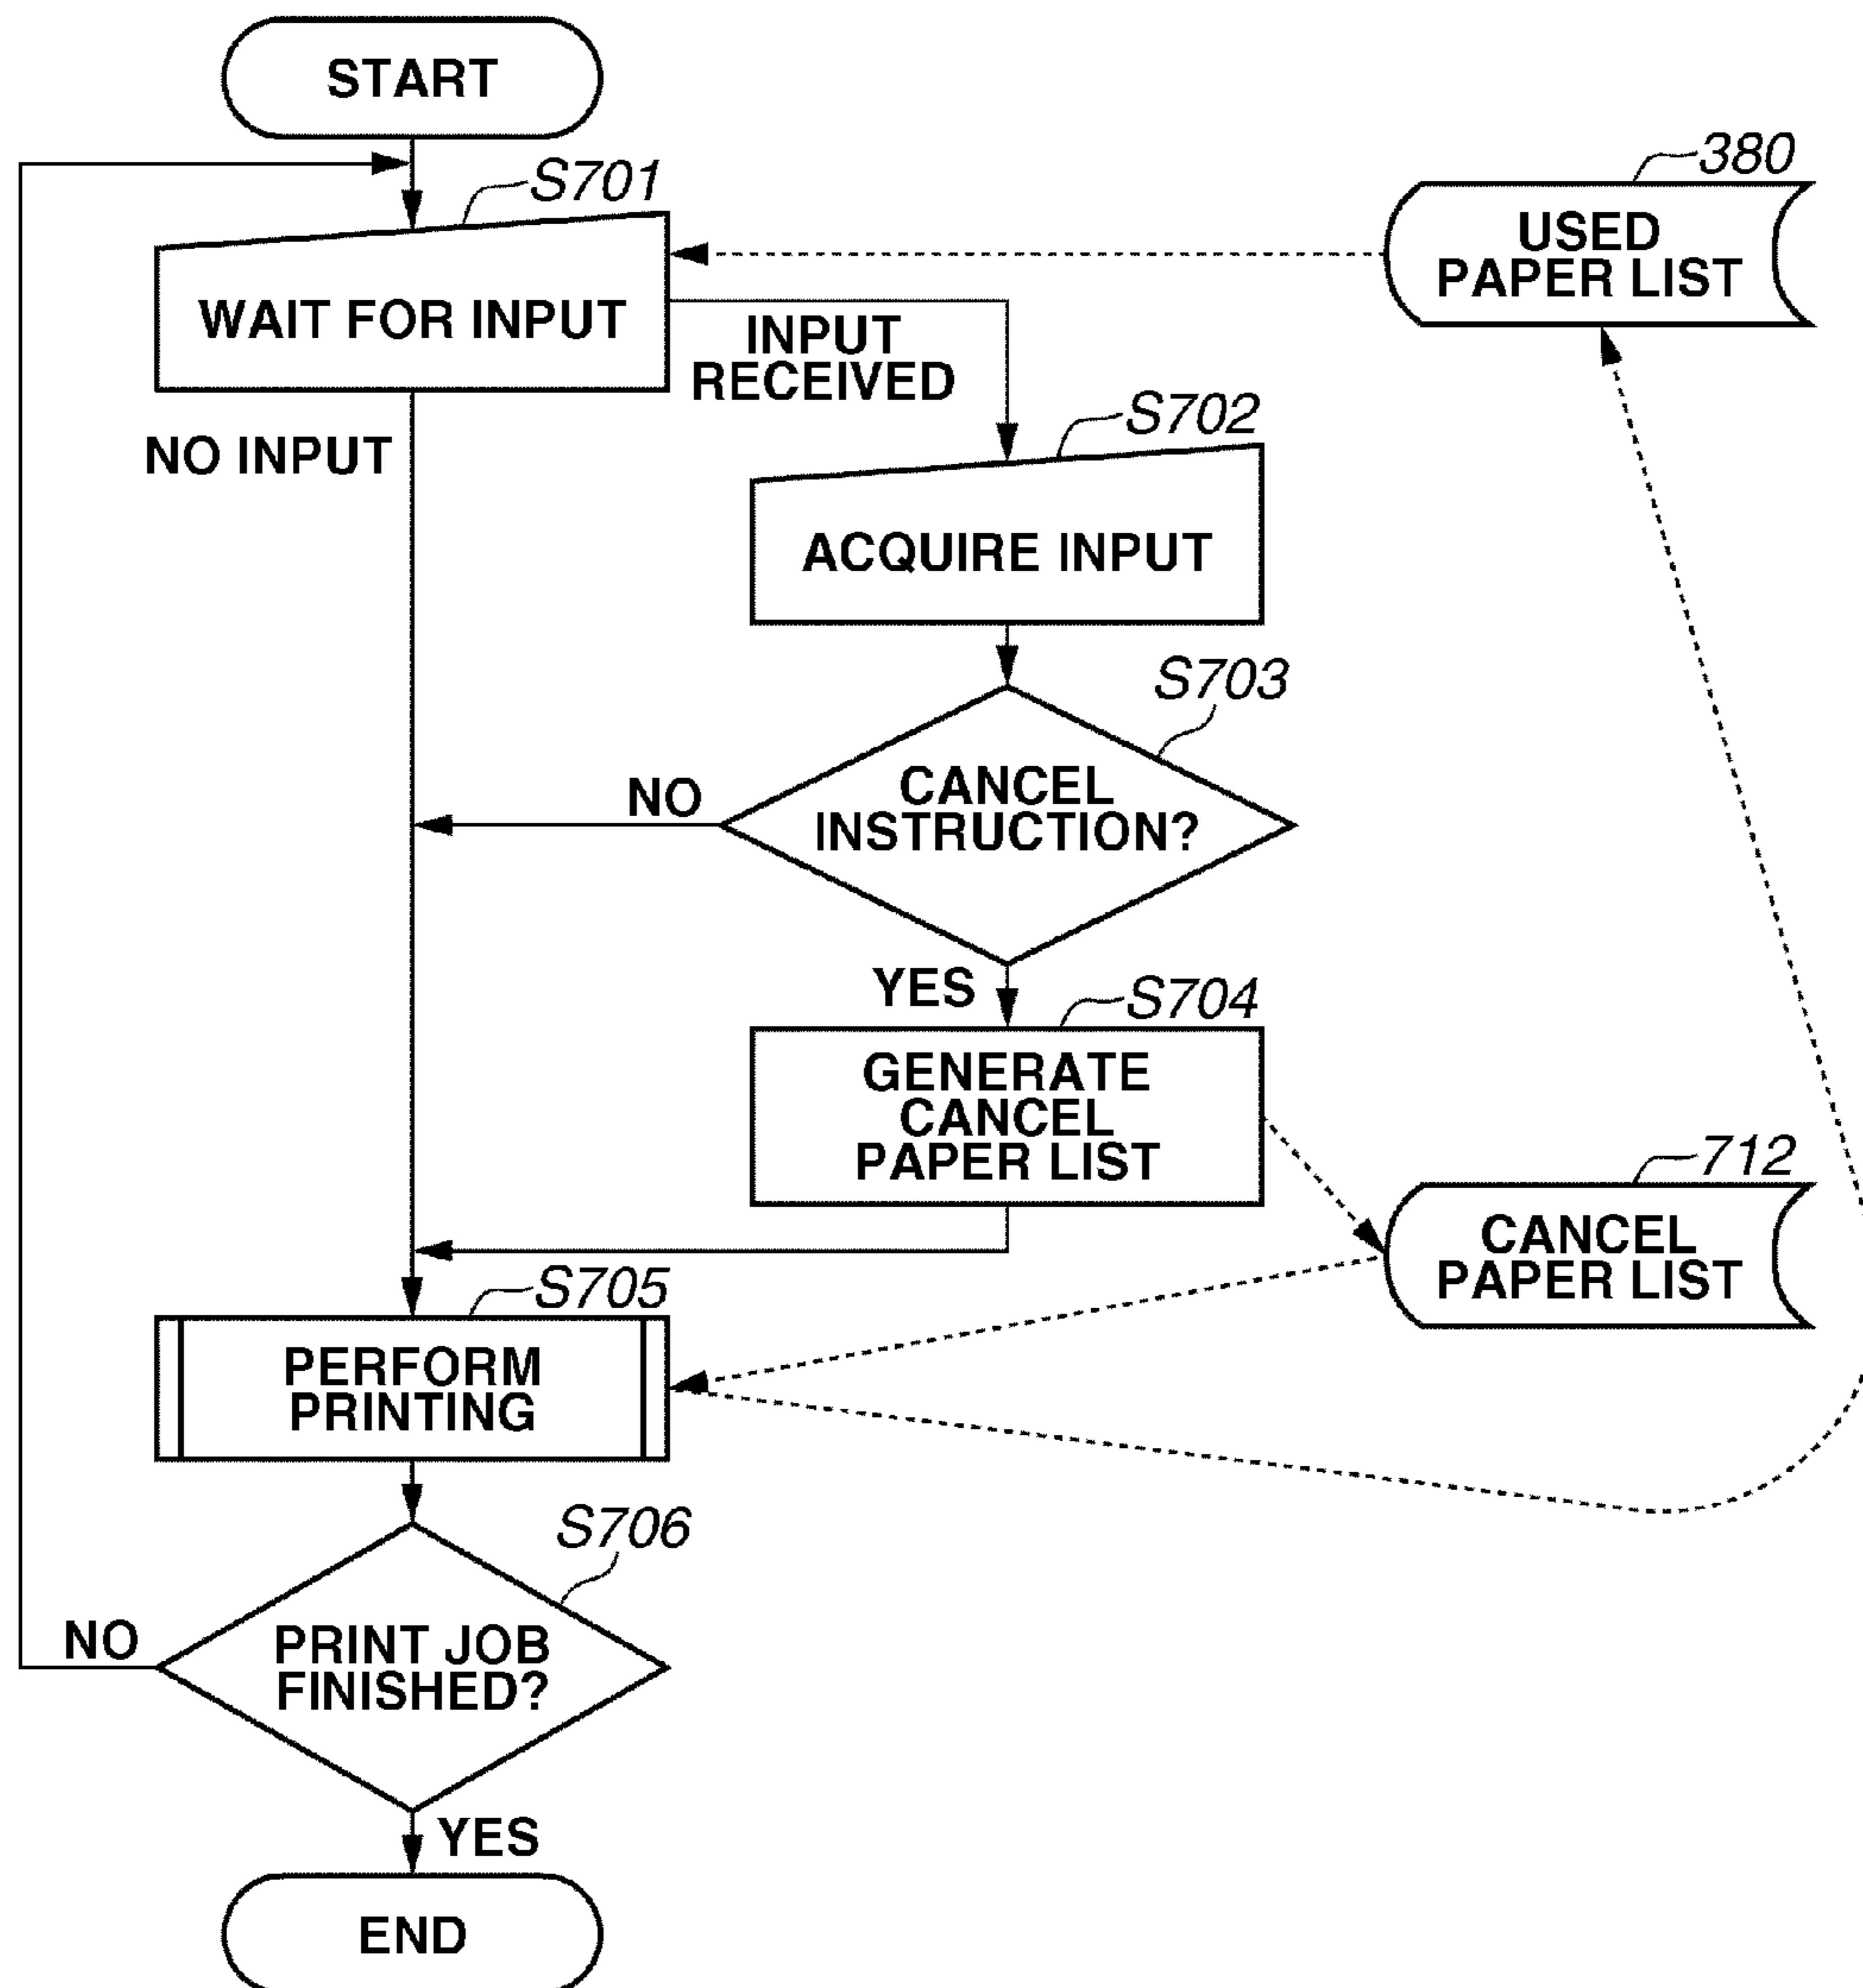 START
380
S701
USED
PAPER LIST
WAIT FOR INPUT
INPUT
RECEIVED
S702
NO INPUT
ACQUIRE INPUT
S703
CANCEL
INSTRUCTION?
NO
YES
S704
GENERATE
CANCEL
PAPER LIST
712
CANCEL
PAPER LIST
S705
PERFORM
PRINTING
S706
PRINT JOB
FINISHED?
NO
YES
END